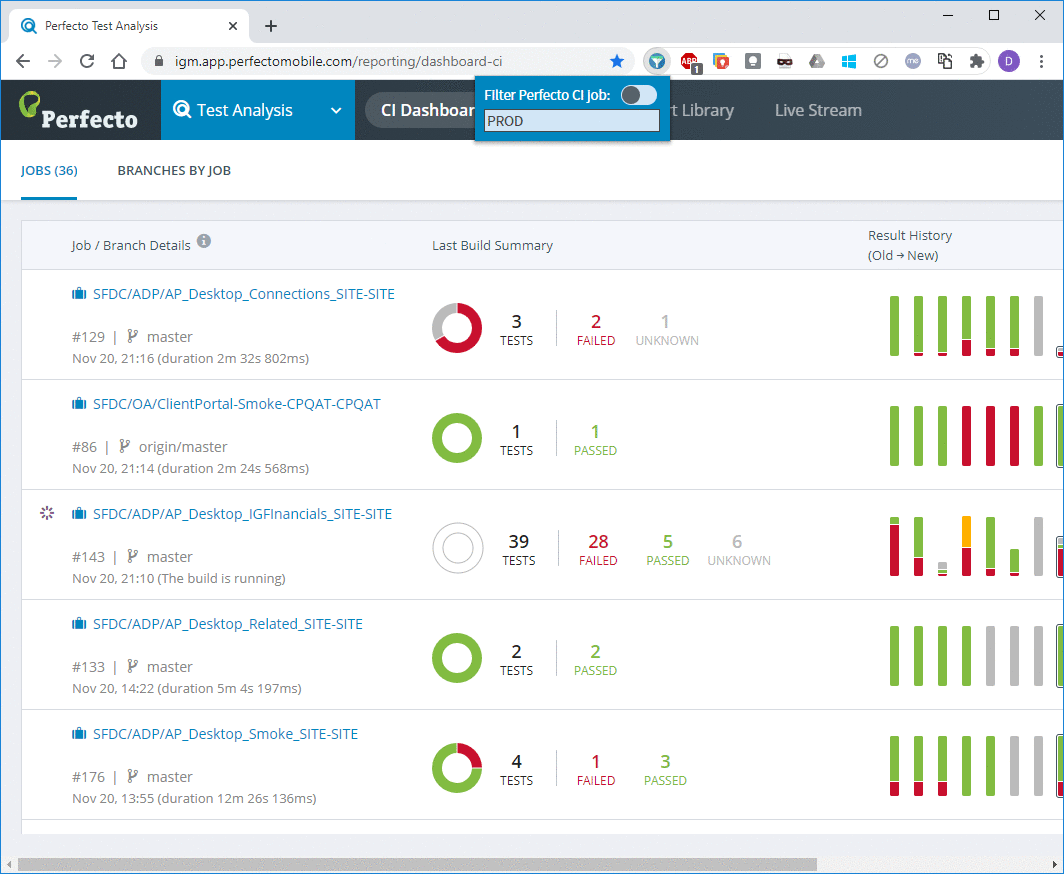 Perfecto Test Analysis
igm.app.perfectomobile.com/reporting/dashboard-ci
ABP
1
me
D
Perfecto
Test Analysis
CI Dashboar
t Library
Live Stream
FIlter Perfecto CI job:
PROD
JOBS (36)
BRANCHES BY JOB
Job / Branch Details
Last Build Summary
Result History
(Old → New)
SFDC/ADP/AP_Desktop_Connections_SITE-SITE
#129 | master
Nov 20, 21:16 (duration 2m 32s 802ms)
3 2 1
TESTS FAILED UNKNOWN
SFDC/OA/ClientPortal-Smoke-CPQAT-CPQAT
#86 | origin/master
Nov 20, 21:14 (duration 2m 24s 568ms)
1 1
TESTS PASSED
SFDC/ADP/AP_Desktop_IGFInancials_SITE-SITE
#143 | master
Nov 20, 21:10 (The build is running)
39 28 5 6
TESTS FAILED PASSED UNKNOWN
SFDC/ADP/AP_Desktop_Related_SITE-SITE
#133 | master
Nov 20, 14:22 (duration 5m 4s 197ms)
2 2
TESTS PASSED
SFDC/ADP/AP_Desktop_Smoke_SITE-SITE
#176 | master
Nov 20, 13:55 (duration 12m 26s 136ms)
4 1 3
TESTS FAILED PASSED